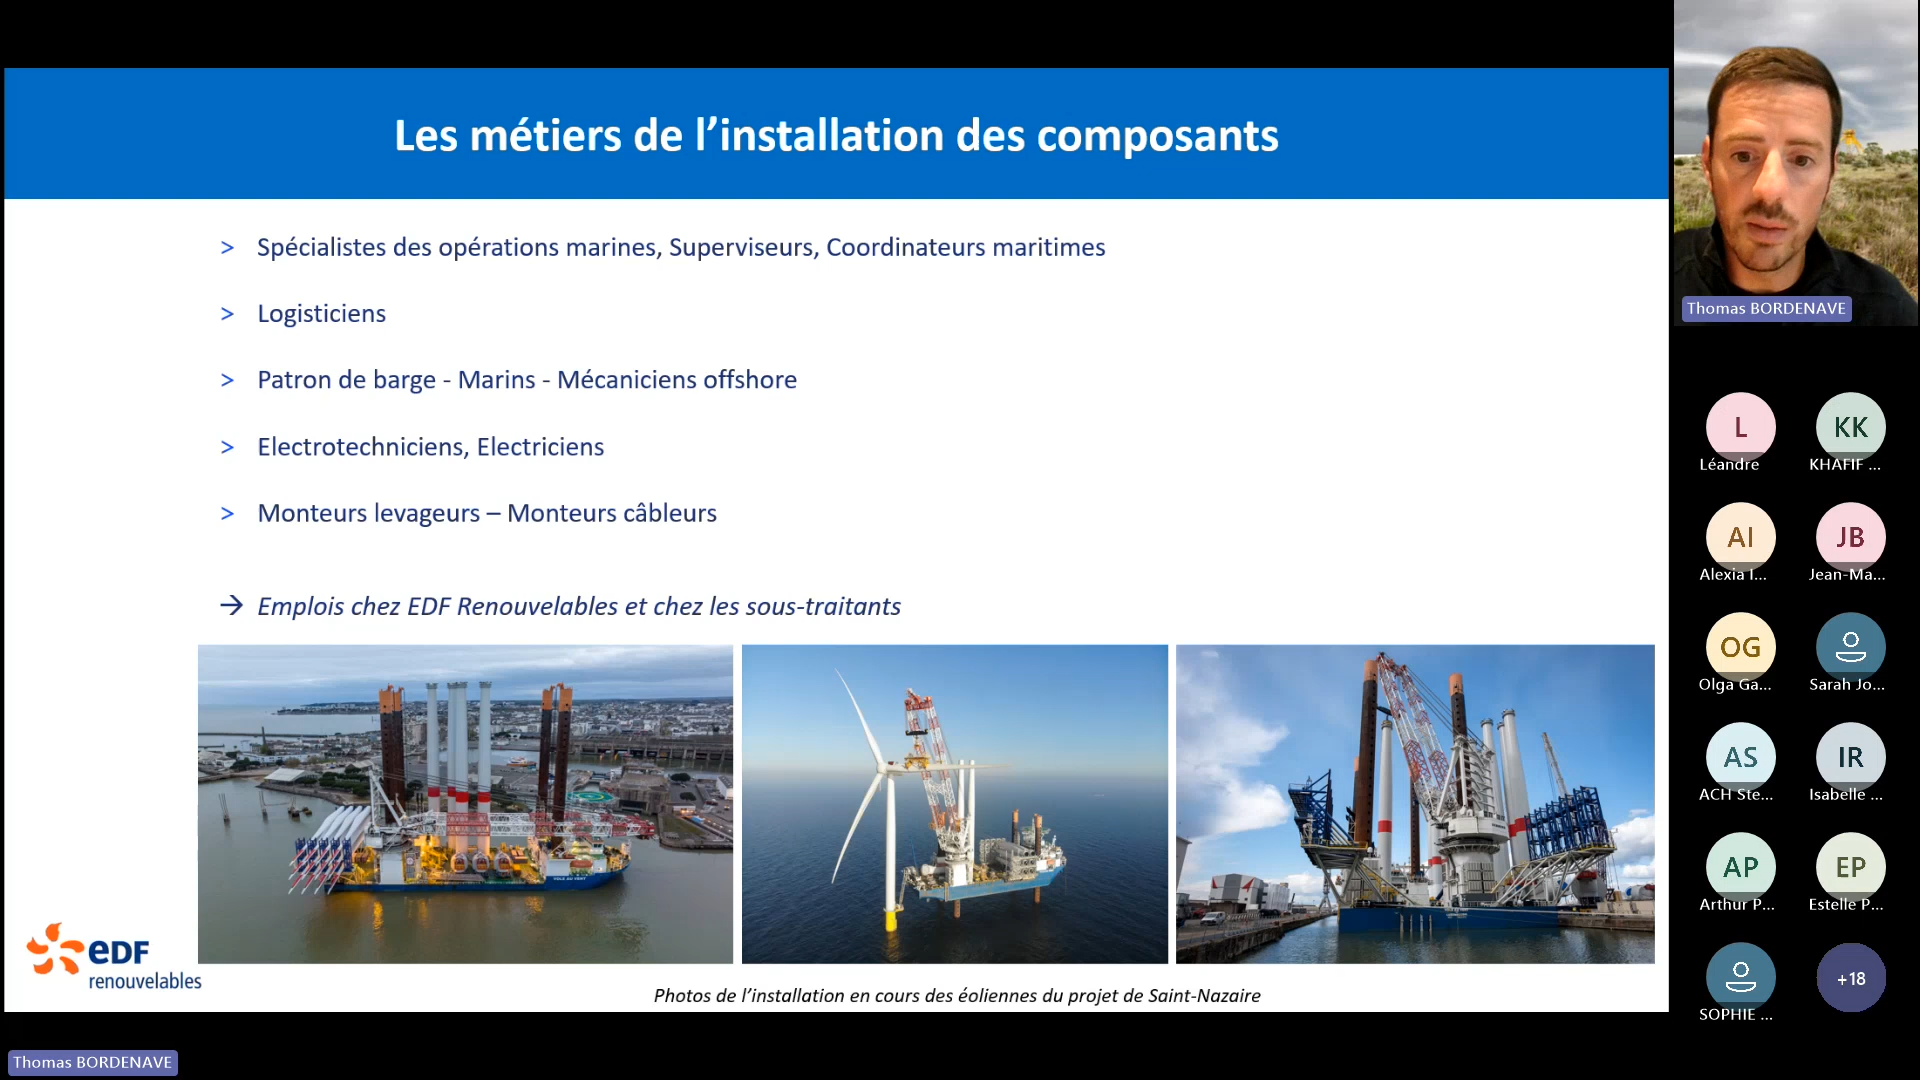 Les métiers de l’installation des composants
> Spécialistes des opérations marines, Superviseurs, Coordinateurs maritimes
> Logisticiens
> Patron de barge - Marins - Mécaniciens offshore
> Electrotechniciens, Electriciens
> Monteurs levageurs – Monteurs câbleurs
→ Emplois chez EDF Renouvelables et chez les sous-traitants
eDF
renouvelables
Photos de l’installation en cours des éoliennes du projet de Saint-Nazaire
Thomas BORDENAVE
Thomas BORDENAVE
L
Léandre
KK
KHAFIF ...
AI
Alexia I...
JB
Jean-Ma...
OG
Olga Ga...
Sarah Jo...
AS
ACH Ste...
IR
Isabelle ...
AP
Arthur P...
EP
Estelle P...
SOPHIE ...
+18